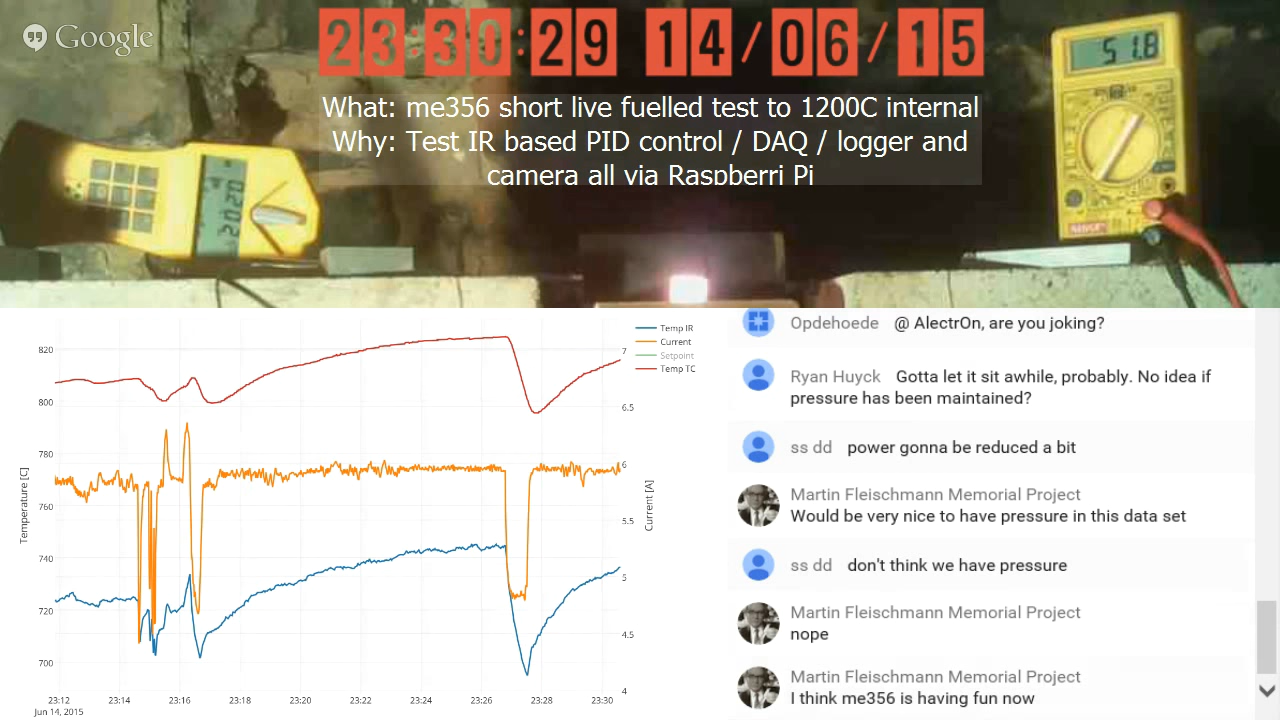 Google
23:30:29 14/06/15
What: me356 short live fuelled test to 1200C internal
Why: Test IR based PID control / DAQ / logger and
camera all via Raspberri Pi
51.8
Temp IR
Current
Setpoint
Temp TC
820
800
780
760
740
720
700
Temperature [C]
7
6.5
6
5.5
5
4.5
4
Current [A]
23:12
23:14
23:16
23:18
23:20
23:22
23:24
23:26
23:28
23:30
Jun 14, 2015
Opdehoede @ AlectrOn, are you joking?
Ryan Huyck Gotta let it sit awhile, probably. No idea if
pressure has been maintained?
ss dd power gonna be reduced a bit
Martin Fleischmann Memorial Project
Would be very nice to have pressure in this data set
ss dd don't think we have pressure
Martin Fleischmann Memorial Project
nope
Martin Fleischmann Memorial Project
I think me356 is having fun now